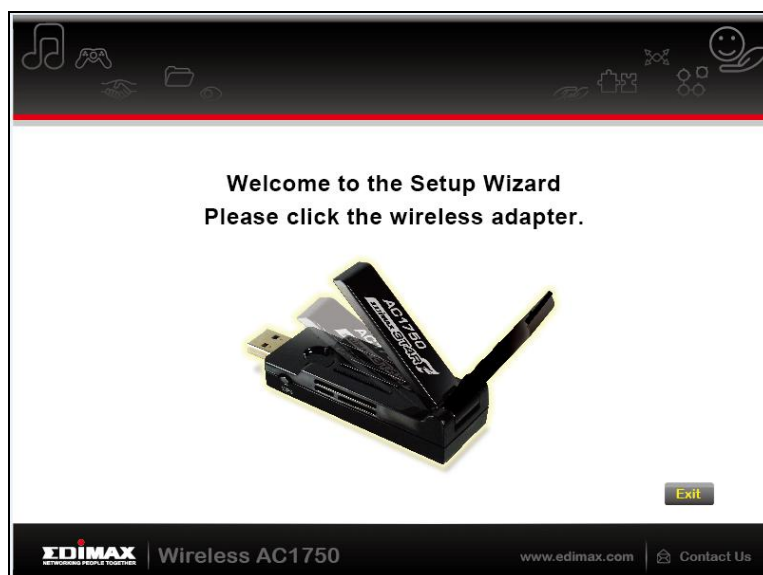 Welcome to the Setup Wizard
Please click the wireless adapter.
AC1750
EDIMAX STAR
Exit
EDIMAX
NETWORKING PEOPLE TOGETHER
Wireless AC1750
www.edimax.com
Contact Us